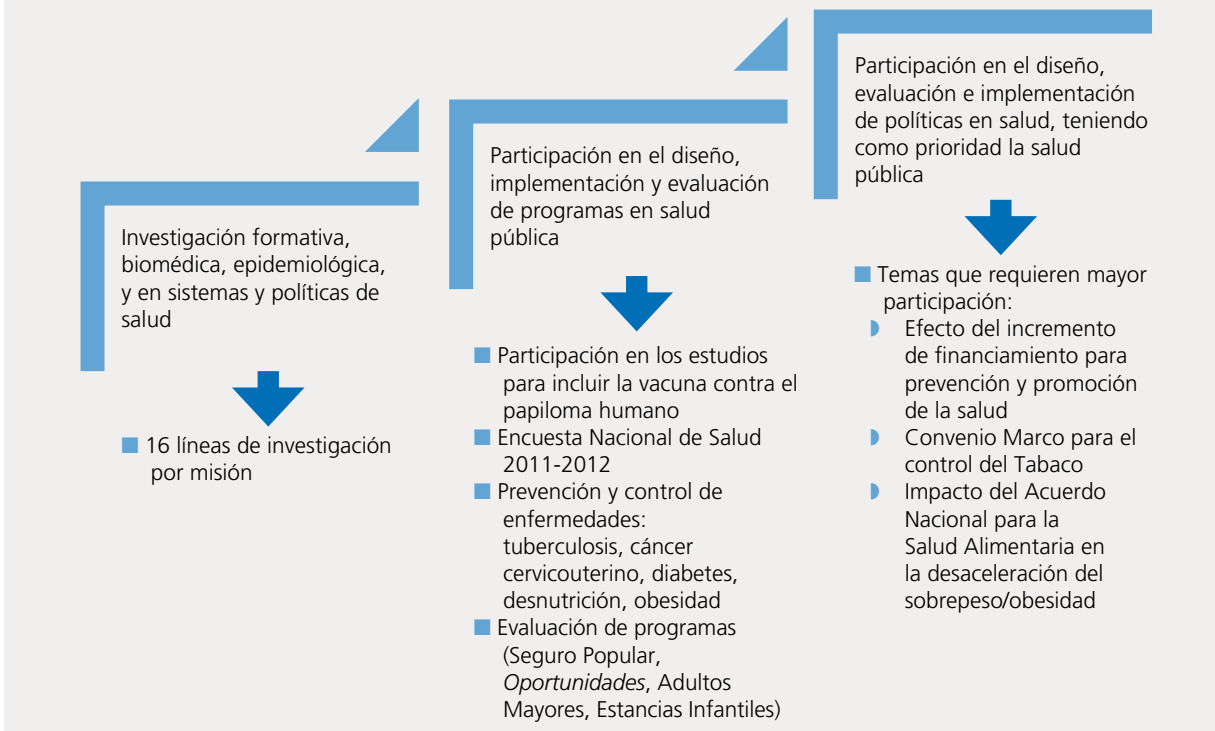 Investigación formativa,
biomédica, epidemiológica,
y en sistemas y políticas de
salud
16 líneas de investigación
por misión
Participación en el diseño,
implementación y evaluación
de programas en salud
pública
Participación en los estudios
para incluir la vacuna contra el
papiloma humano
Encuesta Nacional de Salud
2011-2012
Prevención y control de
enfermedades:
tuberculosis, cáncer
cervicouterino, diabetes,
desnutrición, obesidad
Evaluación de programas
(Seguro Popular,
Oportunidades, Adultos
Mayores, Estancias Infantiles)
Participación en el diseño,
evaluación e implementación
de políticas en salud, teniendo
como prioridad la salud
pública
Temas que requieren mayor
participación:
Efecto del incremento
de financiamiento para
prevención y promoción
de la salud
Convenio Marco para el
control del Tabaco
Impacto del Acuerdo
Nacional para la
Salud Alimentaria en
la desaceleración del
sobrepeso/obesidad